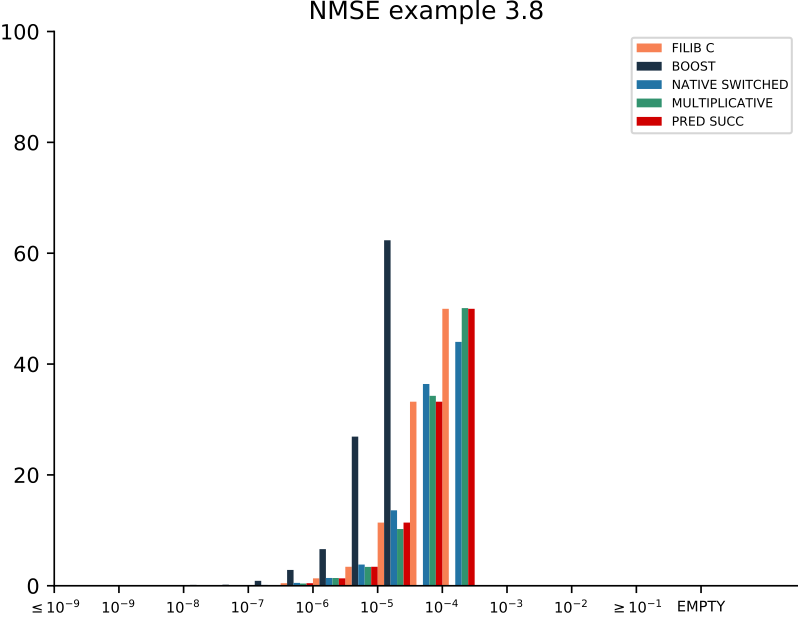 NMSE example 3.8
100
80
60
40
20
0
FILIB C
BOOST
NATIVE SWITCHED
MULTIPLICATIVE
PRED SUCC
≤ 10⁻⁹ 10⁻⁹ 10⁻⁸ 10⁻⁷ 10⁻⁶ 10⁻⁵ 10⁻⁴ 10⁻³ 10⁻² ≥ 10⁻¹ EMPTY